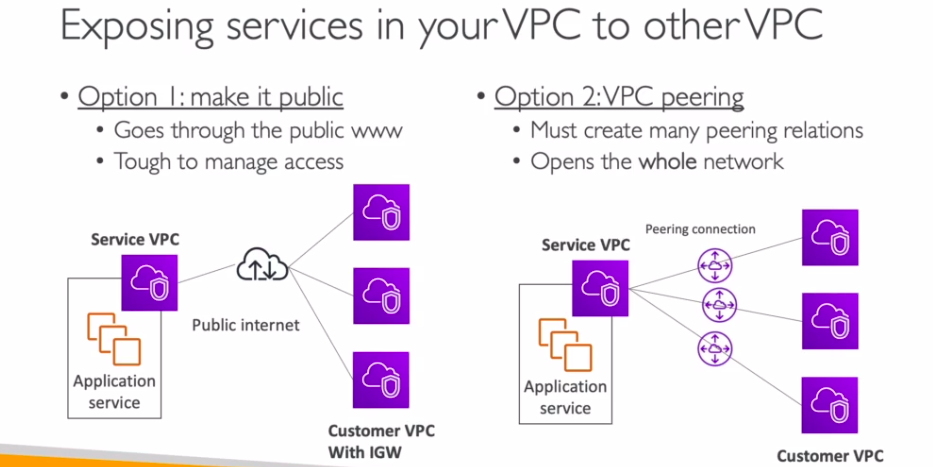 Exposing services in your VPC to other VPC
• Option 1: make it public
• Goes through the public www
• Tough to manage access
Service VPC
Application
service
Public internet
Customer VPC
With IGW
• Option 2: VPC peering
• Must create many peering relations
• Opens the whole network
Peering connection
Service VPC
Application
service
Customer VPC